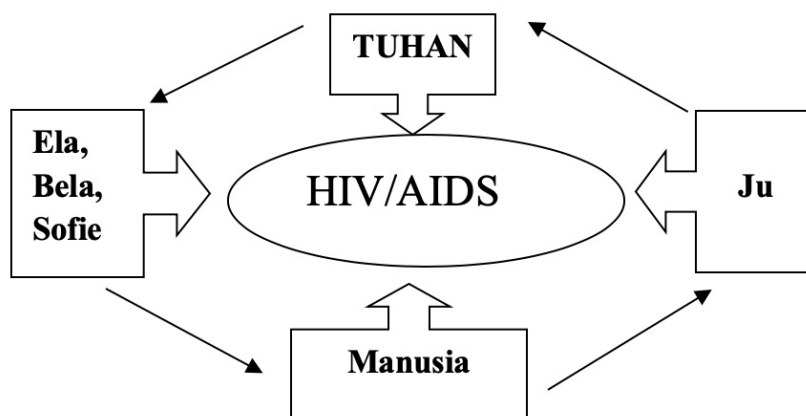 TUHAN
Ela,
Bela,
Sofie
HIV/AIDS
Ju
Manusia